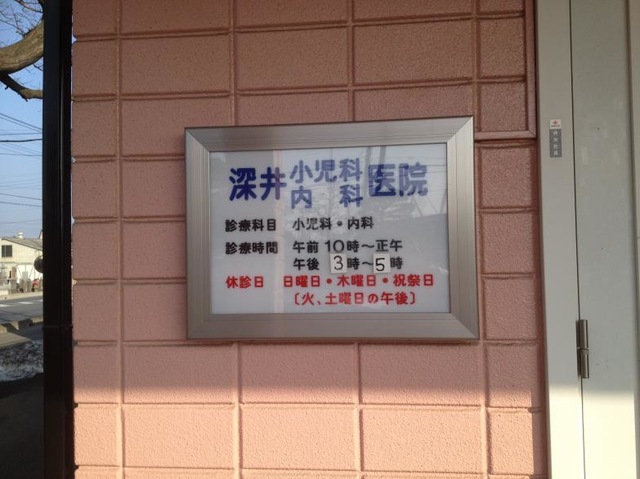 深井小児科内科医院
診療科目 小児科・内科
診療時間 午前 10時〜正午
午後 3時〜5時
休診日 日曜日・木曜日・祝祭日
〔火、土曜日の午後〕